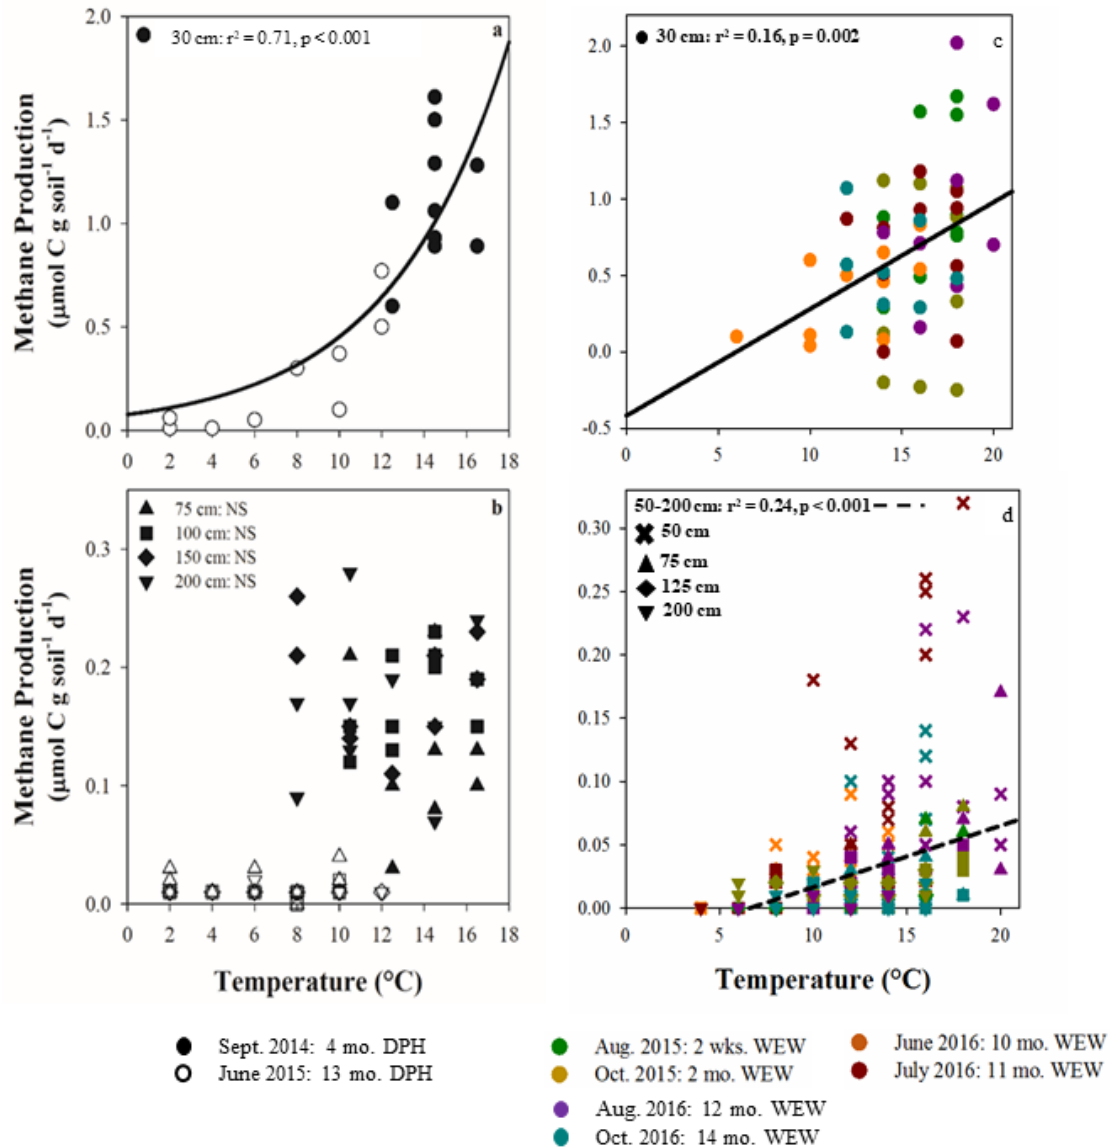 a
30 cm: r² = 0.71, p < 0.001
Methane Production
(μmol C g soil⁻¹ d⁻¹)
2.0
1.5
1.0
0.5
0.0
0 2 4 6 8 10 12 14 16 18
c
30 cm: r² = 0.16, p = 0.002
2.0
1.5
1.0
0.5
0.0
-0.5
0 5 10 15 20
b
75 cm: NS
100 cm: NS
150 cm: NS
200 cm: NS
Methane Production
(μmol C g soil⁻¹ d⁻¹)
0.3
0.2
0.1
0.0
0 2 4 6 8 10 12 14 16 18
Temperature (°C)
d
50-200 cm: r² = 0.24, p < 0.001
50 cm
75 cm
125 cm
200 cm
0.30
0.25
0.20
0.15
0.10
0.05
0.00
0 5 10 15 20
Temperature (°C)
Sept. 2014: 4 mo. DPH
June 2015: 13 mo. DPH
Aug. 2015: 2 wks. WEW
Oct. 2015: 2 mo. WEW
Aug. 2016: 12 mo. WEW
Oct. 2016: 14 mo. WEW
June 2016: 10 mo. WEW
July 2016: 11 mo. WEW